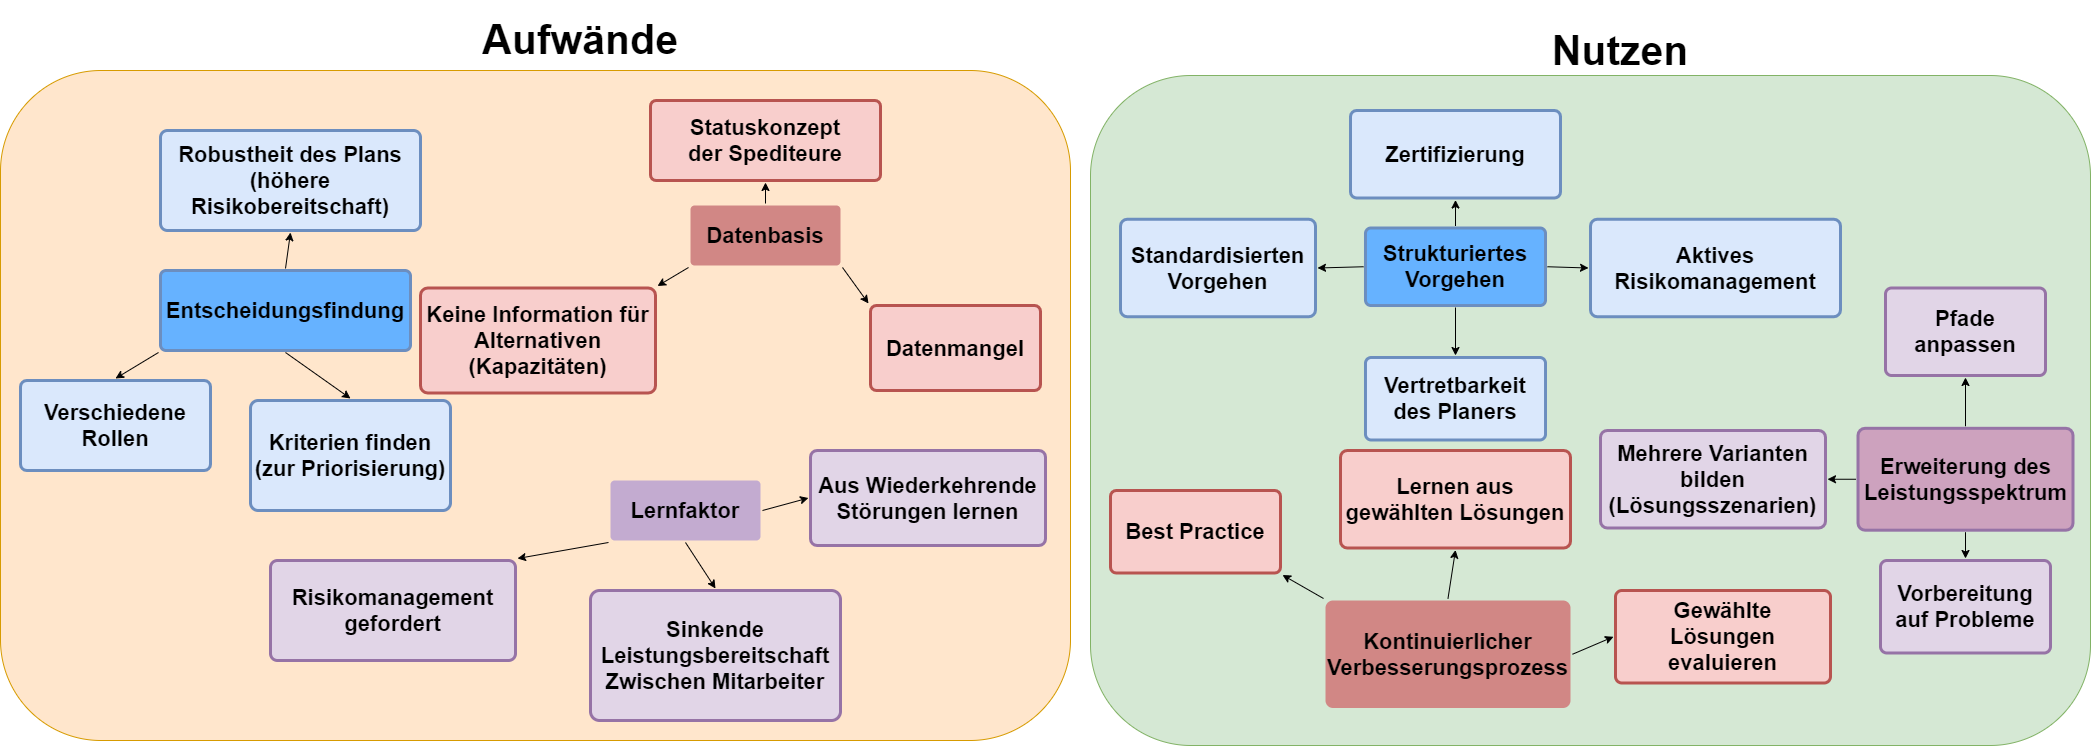 Aufwände
Robustheit des Plans
(höhere
Risikobereitschaft)
Entscheidungsfindung
Verschiedene
Rollen
Kriterien finden
(zur Priorisierung)
Statuskonzept
der Spediteure
Datenbasis
Keine Information für
Alternativen
(Kapazitäten)
Datenmangel
Lernfaktor
Aus Wiederkehrende
Störungen lernen
Risikomanagement
gefordert
Sinkende
Leistungsbereitschaft
Zwischen Mitarbeiter
Nutzen
Zertifizierung
Standardisierten
Vorgehen
Strukturiertes
Vorgehen
Aktives
Risikomanagement
Vertretbarkeit
des Planers
Pfade
anpassen
Mehrere Varianten
bilden
(Lösungsszenarien)
Erweiterung des
Leistungsspektrum
Vorbereitung
auf Probleme
Lernen aus
gewählten Lösungen
Best Practice
Kontinuierlicher
Verbesserungsprozess
Gewählte
Lösungen
evaluieren